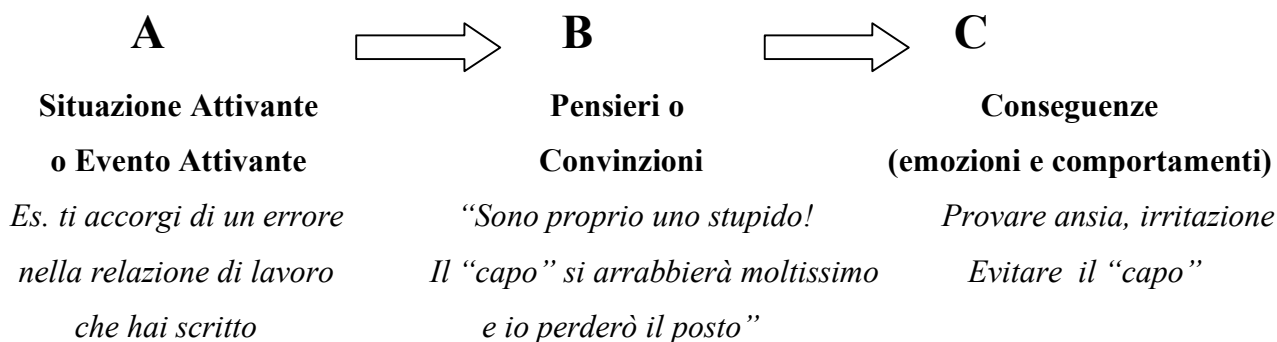 A B C
Situazione Attivante Pensieri o Conseguenze
o Evento Attivante Convinzioni (emozioni e comportamenti)
Es. ti accorgi di un errore “Sono proprio uno stupido! Provare ansia, irritazione
nella relazione di lavoro Il “capo” si arrabbierà moltissimo Evitare il “capo”
che hai scritto e io perderò il posto”